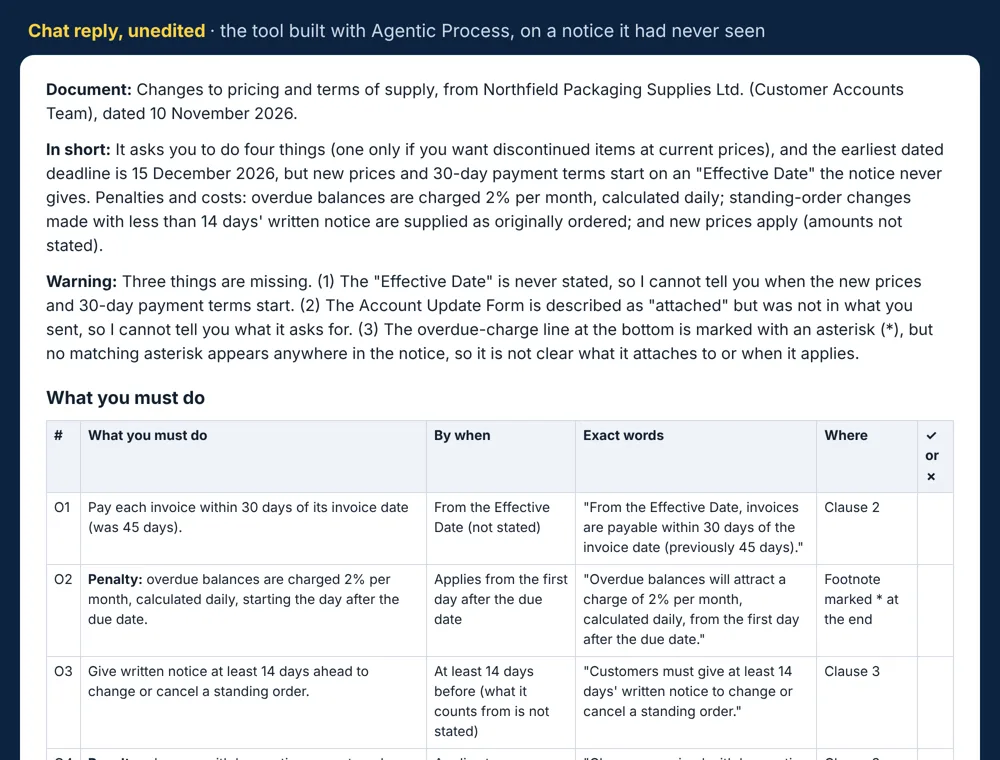 Chat reply, unedited · the tool built with Agentic Process, on a notice it had never seen
Document: Changes to pricing and terms of supply, from Northfield Packaging Supplies Ltd. (Customer Accounts
Team), dated 10 November 2026.
In short: It asks you to do four things (one only if you want discontinued items at current prices), and the earliest dated
deadline is 15 December 2026, but new prices and 30-day payment terms start on an "Effective Date" the notice never
gives. Penalties and costs: overdue balances are charged 2% per month, calculated daily; standing-order changes
made with less than 14 days' written notice are supplied as originally ordered; and new prices apply (amounts not
stated).
Warning: Three things are missing. (1) The "Effective Date" is never stated, so I cannot tell you when the new prices
and 30-day payment terms start. (2) The Account Update Form is described as "attached" but was not in what you
sent, so I cannot tell you what it asks for. (3) The overdue-charge line at the bottom is marked with an asterisk (*), but
no matching asterisk appears anywhere in the notice, so it is not clear what it attaches to or when it applies.
What you must do
# What you must do By when Exact words Where ✓
or
×
O1 Pay each invoice within 30 days of its invoice date From the Effective "From the Effective Date, invoices Clause 2
(was 45 days). Date (not stated) are payable within 30 days of the
invoice date (previously 45 days)."
O2 Penalty: overdue balances are charged 2% per Applies from the first "Overdue balances will attract a Footnote
month, calculated daily, starting the day after the day after the due charge of 2% per month, marked * at
due date. date calculated daily, from the first day the end
after the due date."
O3 Give written notice at least 14 days ahead to At least 14 days "Customers must give at least 14 Clause 3
change or cancel a standing order. before (what it days' written notice to change or
counts from is not cancel a standing order."
stated)